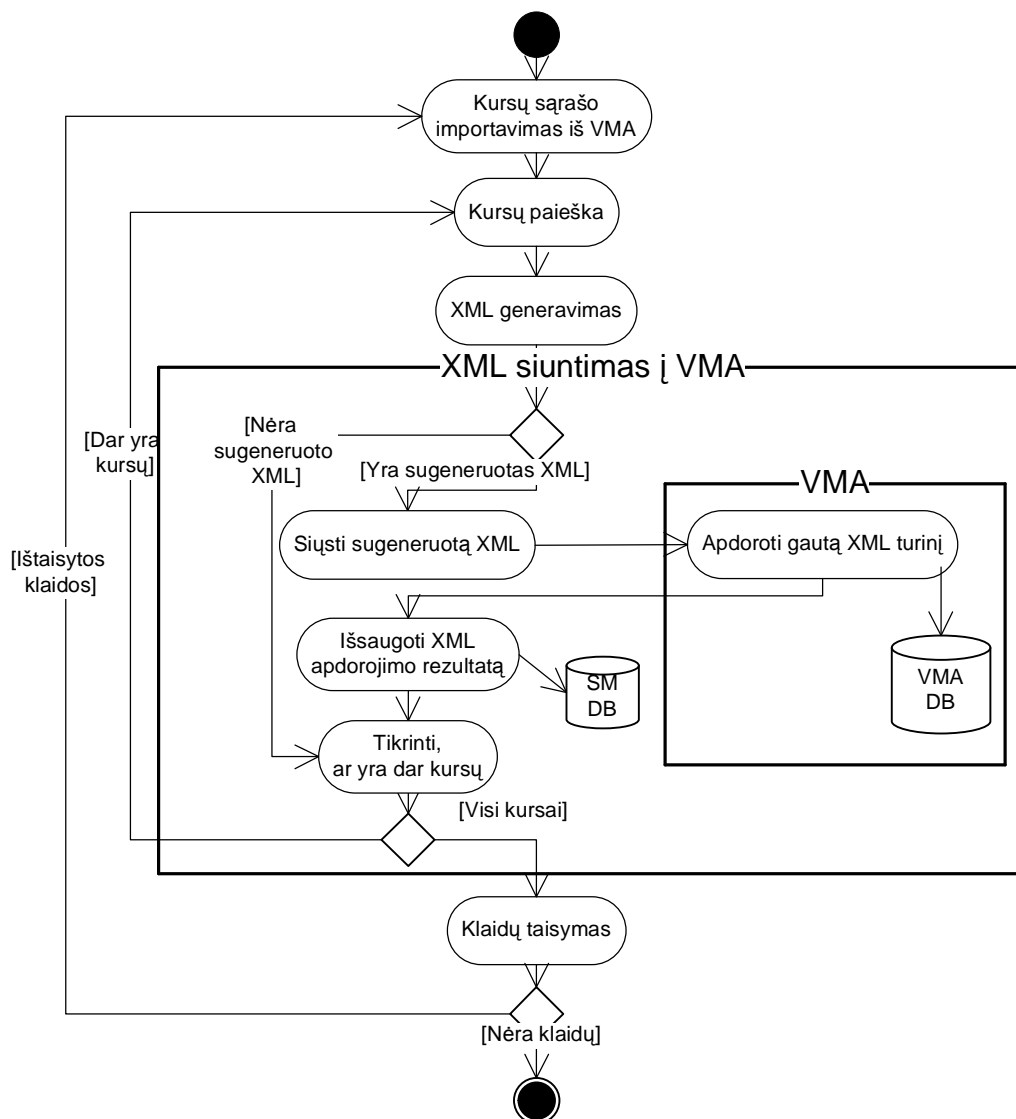 Kursų sąrašo
importavimas iš VMA
Kursų paieška
XML generavimas
XML siuntimas į VMA
[Nėra
sugeneruoto
XML]
[Dar yra
kursų]
[Yra sugeneruotas XML]
VMA
Siųsti sugeneruotą XML
Apdoroti gautą XML turinį
[Ištaisytos
klaidos]
Išsaugoti XML
apdorojimo rezultatą
SM
DB
VMA
DB
Tikrinti,
ar yra dar kursų
[Visi kursai]
Klaidų taisymas
[Nėra klaidų]